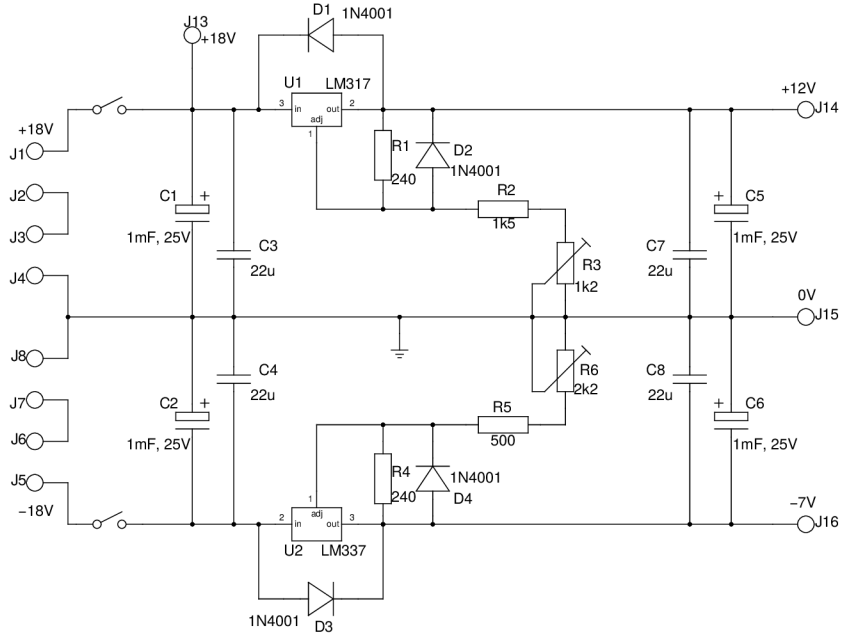 D1 1N4001
J13
+18V
U1 LM317
3 in out 2
adj
1
+12V
J14
+18V
J1
R1
240
D2
1N4001
J2
J3
C1 +
1mF, 25V
R2
1k5
+ C5
1mF, 25V
C3
22u
R3
1k2
C7
22u
J4
0V
J15
J8
C4
22u
R6
2k2
C8
22u
J7
J6
C2 +
1mF, 25V
R5
500
+ C6
1mF, 25V
J5
−18V
R4
240
1N4001
D4
1
adj
2 in out 3
U2 LM337
−7V
J16
1N4001
D3